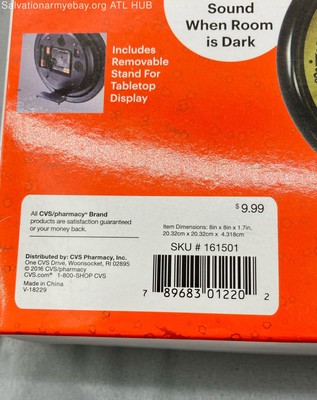 Salvationarmyebay.org ATL HUB
Sound
When Room
is Dark
Includes
Removable
Stand For
Tabletop
Display
$9.99
All CVS/pharmacy® Brand
products are satisfaction guaranteed
or your money back.
Item Dimensions: 8in x 8in x 1.7in,
20.32cm x 20.32cm x 4.318cm
SKU # 161501
Distributed by: CVS Pharmacy, Inc.
One CVS Drive, Woonsocket, RI 02895
© 2016 CVS/pharmacy
CVS.com® 1-800-SHOP CVS
Made in China
V-18229
7 89683 01220 2